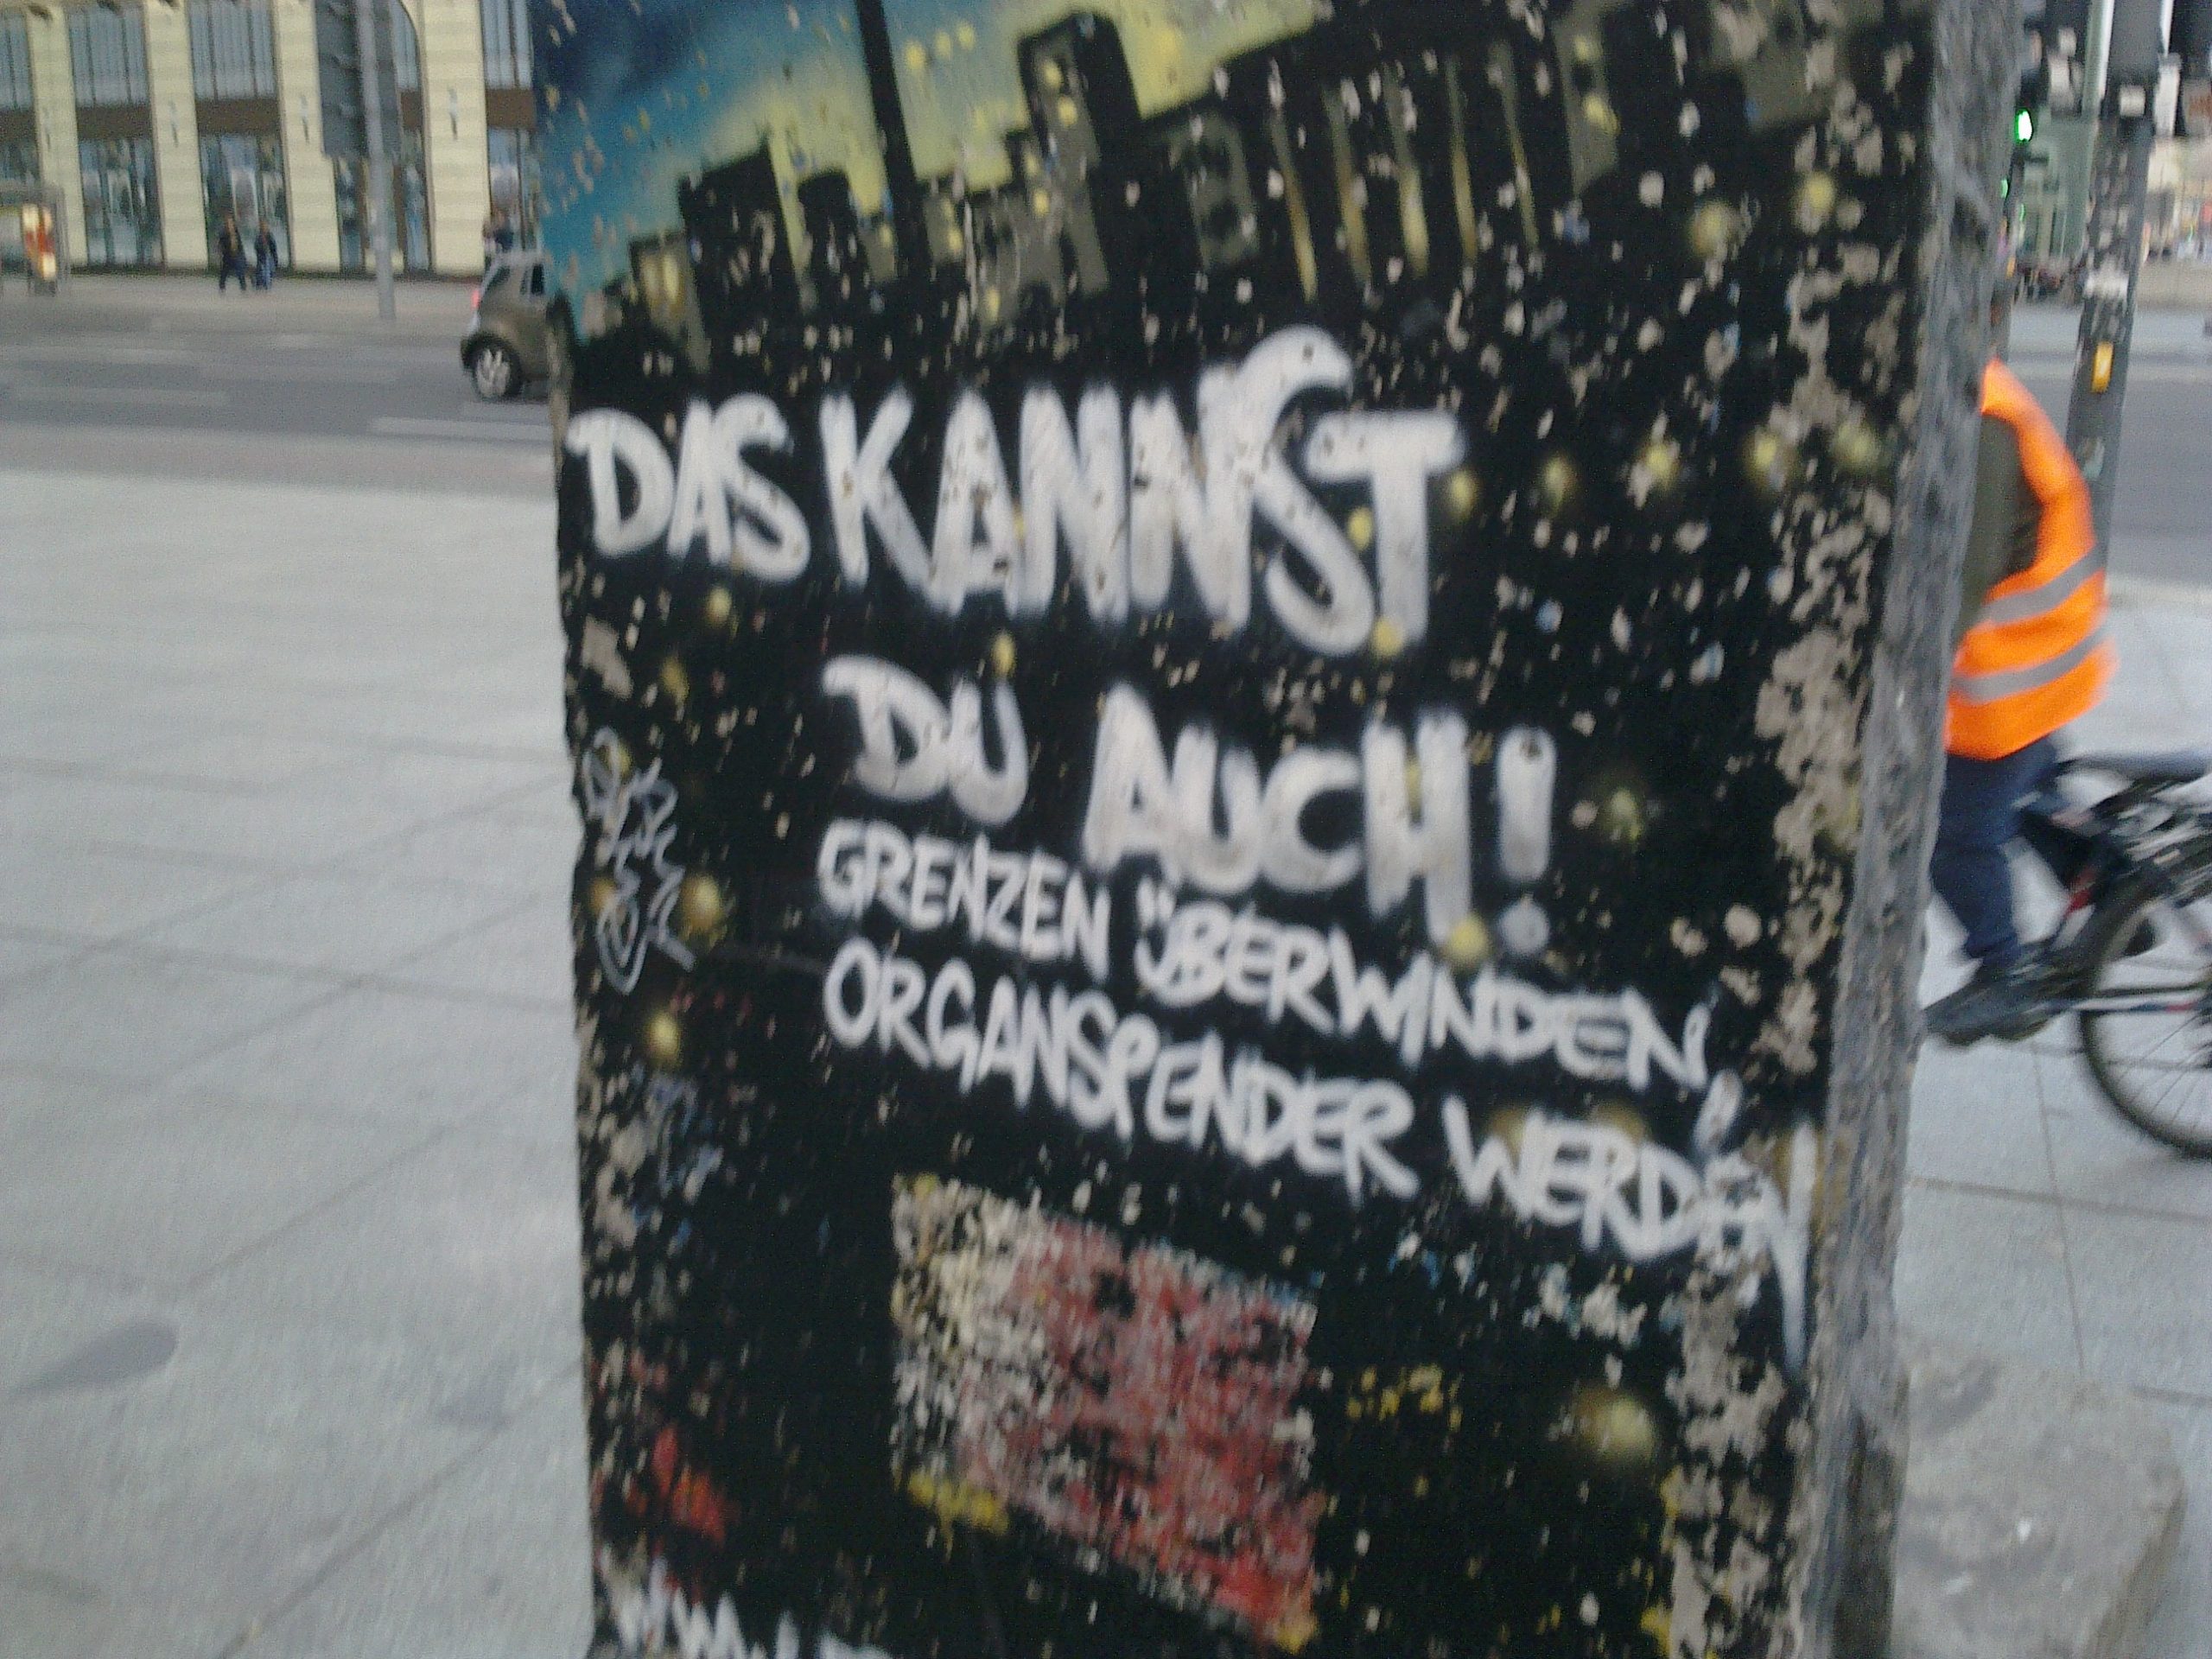 DAS KANNST
DU AUCH!
GRENZEN ÜBERWINDEN,
ORGANSPENDER WERDEN!